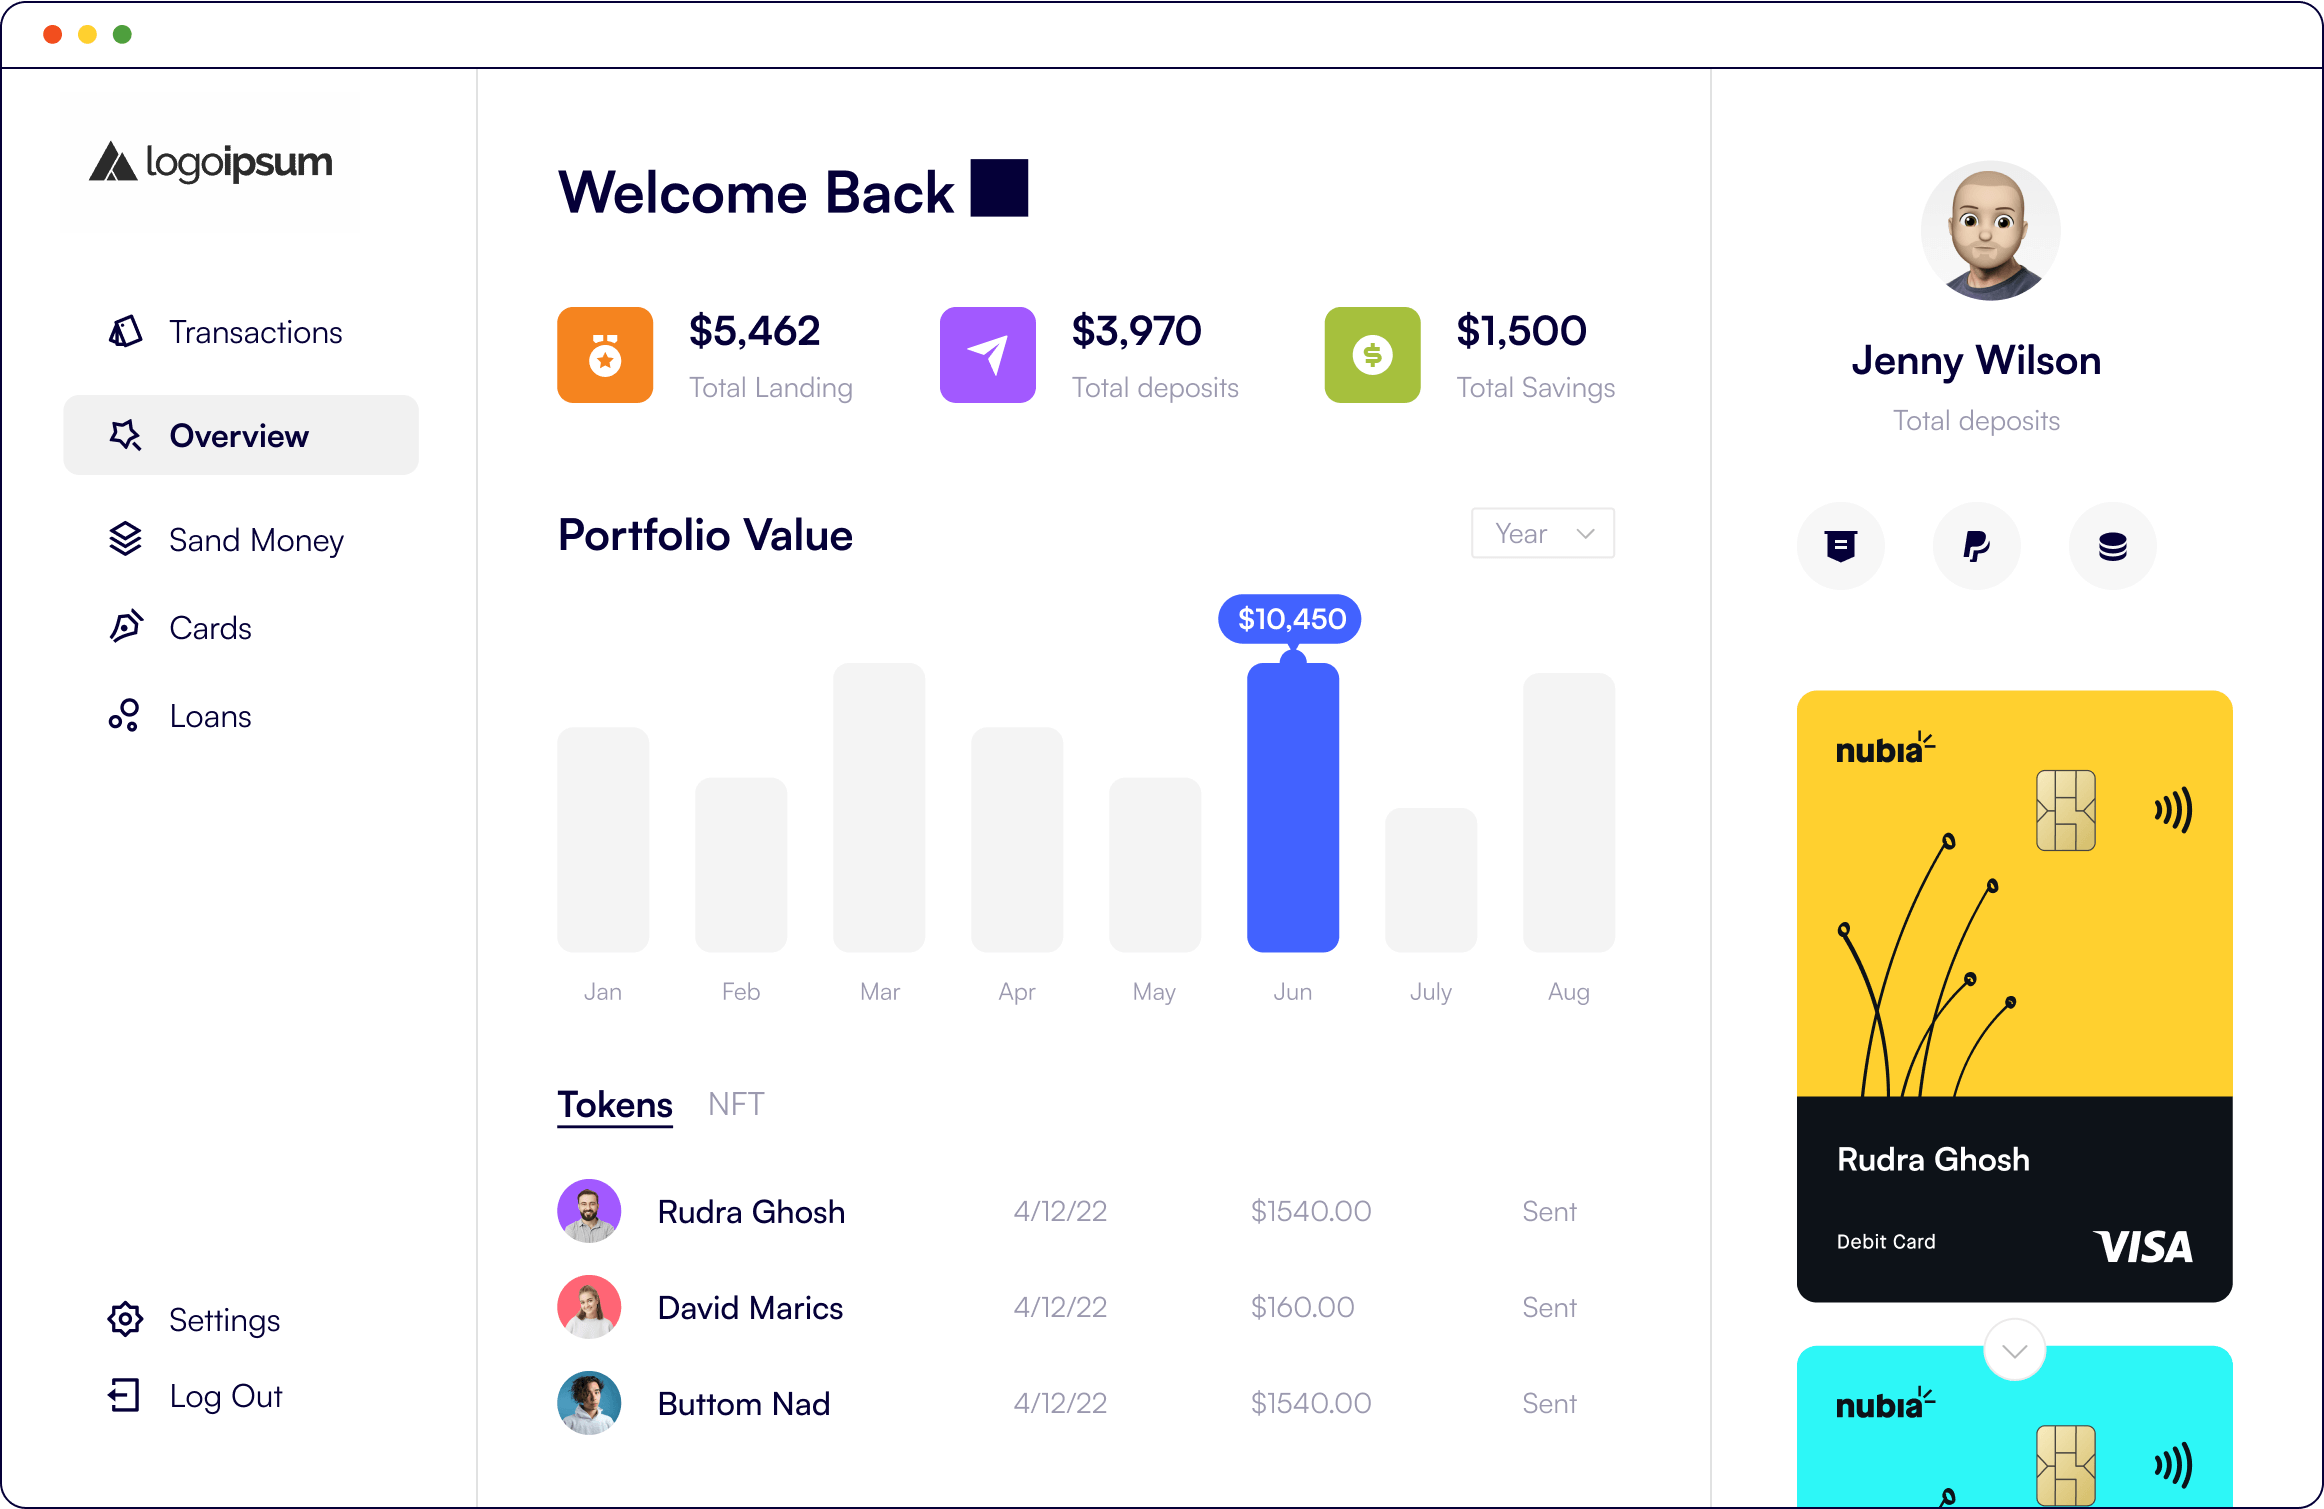 logoipsum
Transactions
Overview
Sand Money
Cards
Loans
Settings
Log Out
Welcome Back
$5,462
Total Landing
$3,970
Total deposits
$1,500
Total Savings
Portfolio Value
Year
$10,450
Jan Feb Mar Apr May Jun July Aug
Tokens NFT
Rudra Ghosh 4/12/22 $1540.00 Sent
David Marics 4/12/22 $160.00 Sent
Buttom Nad 4/12/22 $1540.00 Sent
Jenny Wilson
Total deposits
nubia
Rudra Ghosh
Debit Card VISA
nubia